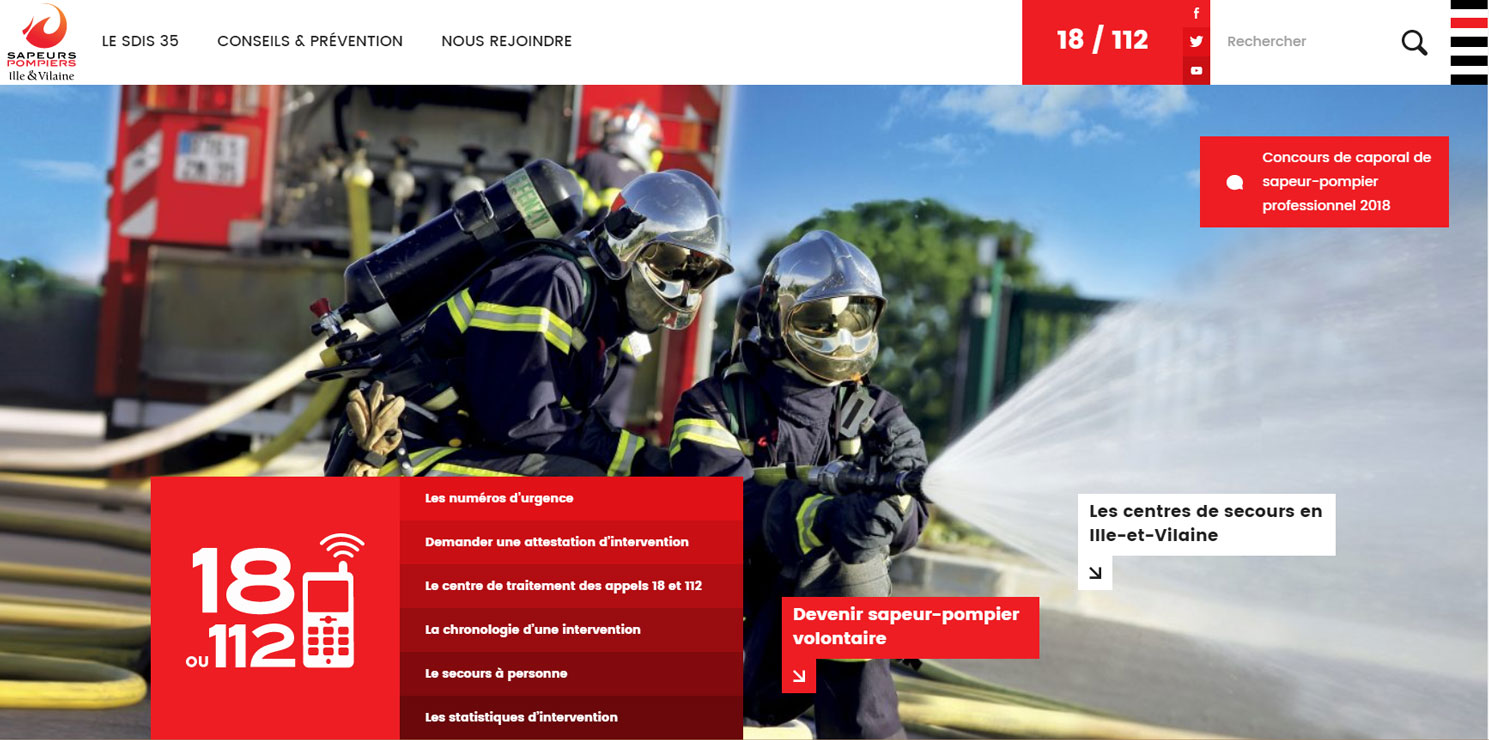 SAPEURS
POMPIERS
Ille & Vilaine
LE SDIS 35
CONSEILS & PRÉVENTION
NOUS REJOINDRE
18 / 112
Rechercher
Concours de caporal de
sapeur-pompier
professionnel 2018
Les numéros d'urgence
Demander une attestation d'intervention
Le centre de traitement des appels 18 et 112
La chronologie d'une intervention
Le secours à personne
Les statistiques d'intervention
18
OU 112
Les centres de secours en
Ille-et-Vilaine
Devenir sapeur-pompier
volontaire